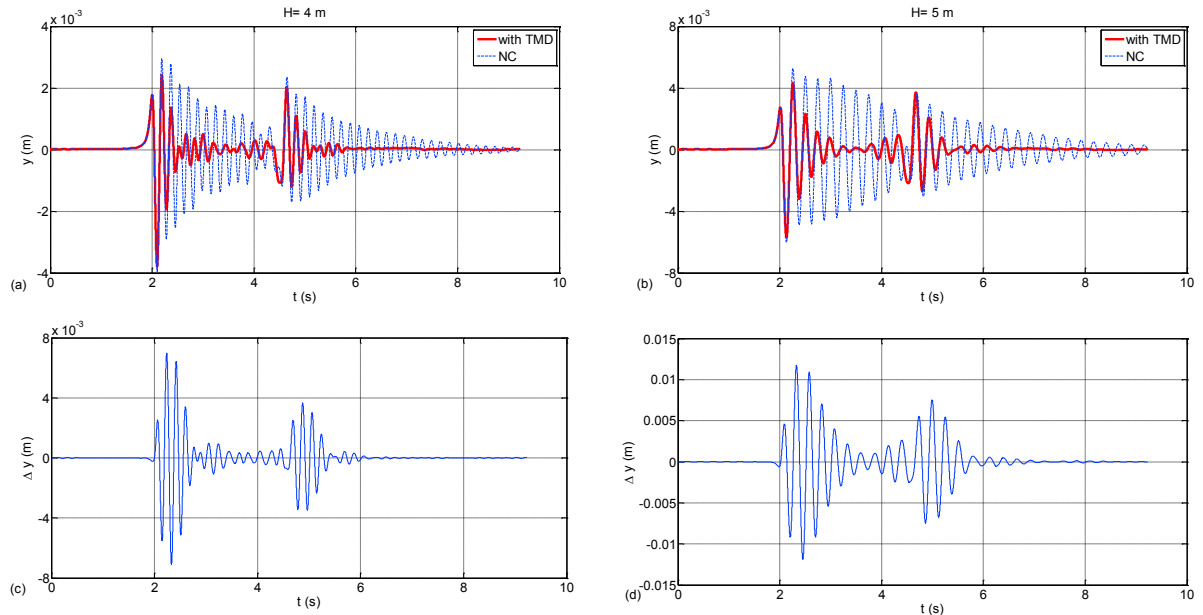 x 10^-3
H= 4 m
4
2
0
-2
-4
y (m)
with TMD
NC
0
2
4
6
8
10
t (s)
(a)
x 10^-3
H= 5 m
8
4
0
-4
-8
y (m)
with TMD
NC
0
2
4
6
8
10
t (s)
(b)
x 10^-3
8
4
0
-4
-8
Δ y (m)
0
2
4
6
8
10
t (s)
(c)
0.015
0.01
0.005
0
-0.005
-0.01
-0.015
Δ y (m)
0
2
4
6
8
10
t (s)
(d)